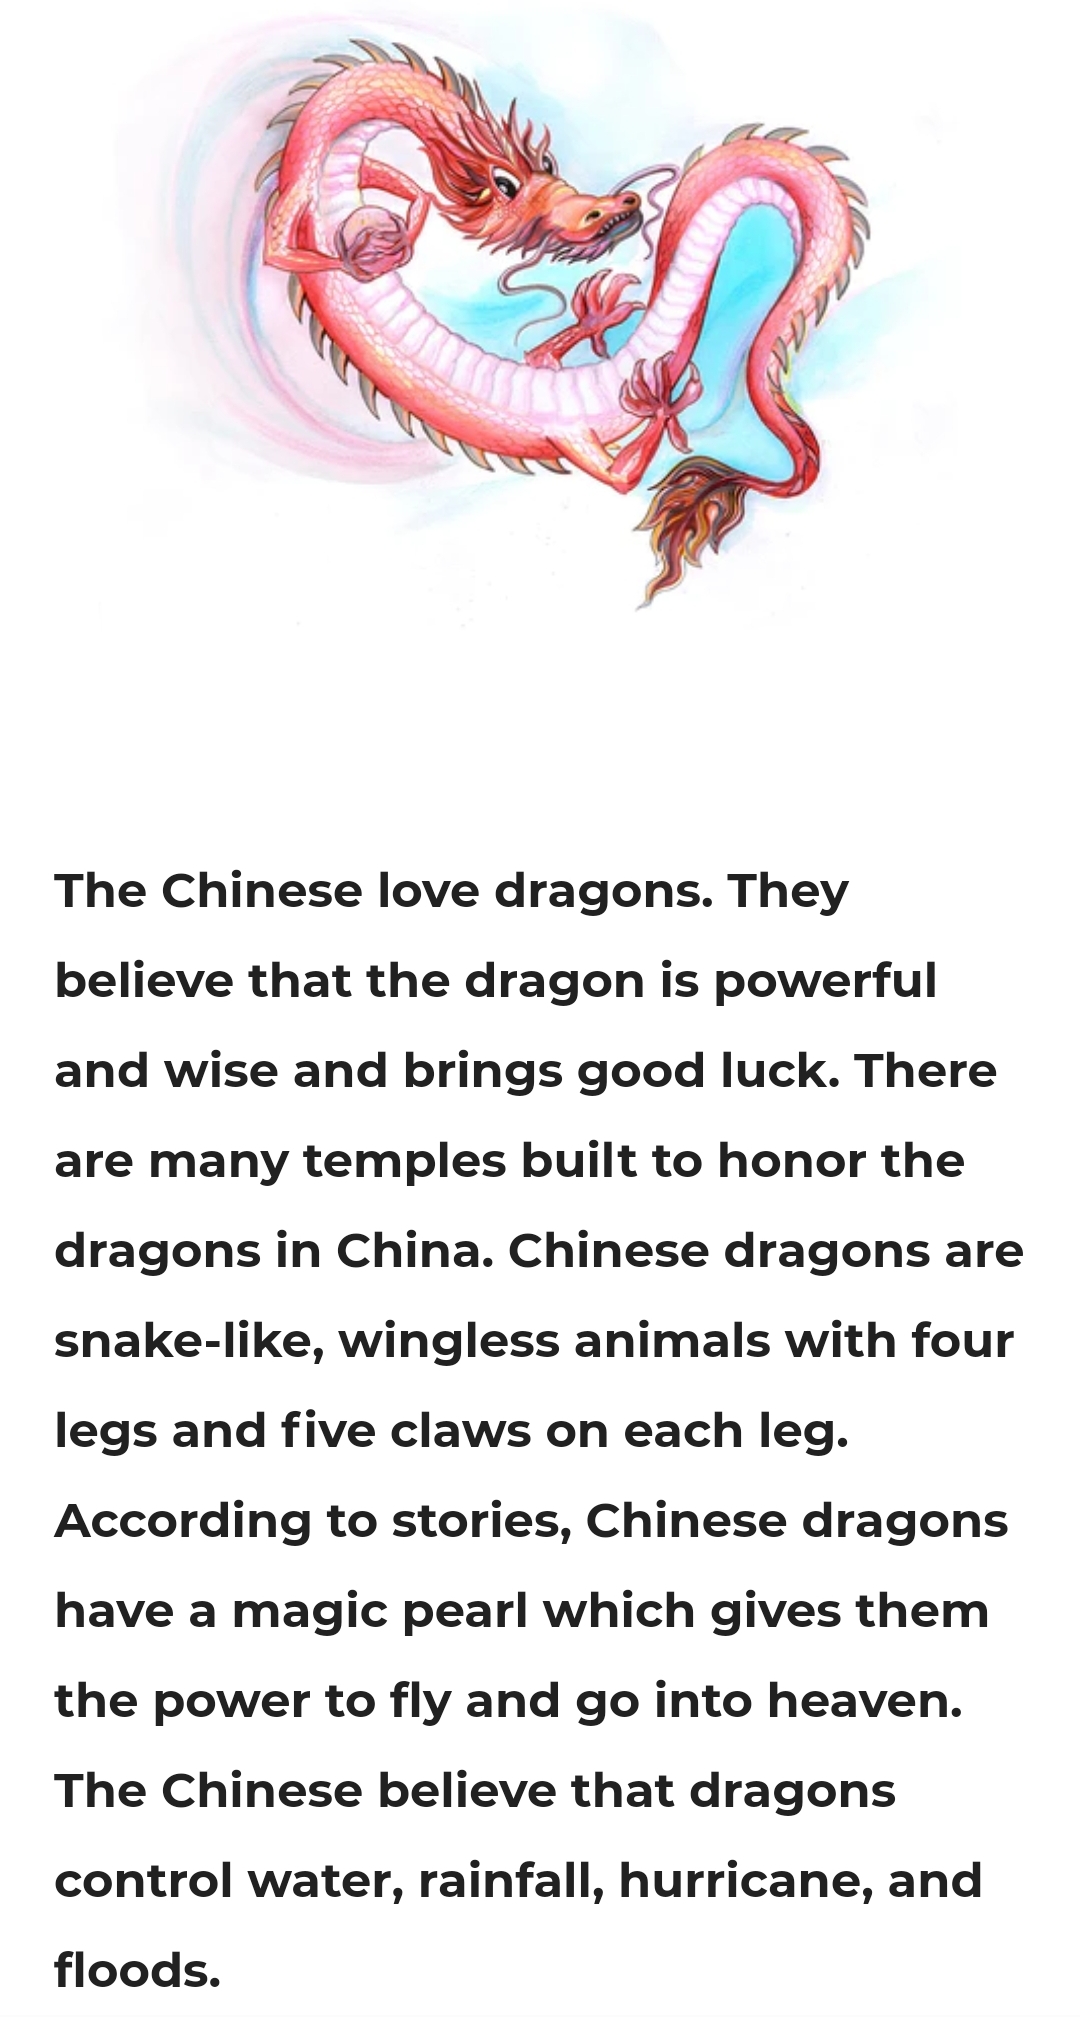 The Chinese love dragons. They
believe that the dragon is powerful
and wise and brings good luck. There
are many temples built to honor the
dragons in China. Chinese dragons are
snake-like, wingless animals with four
legs and five claws on each leg.
According to stories, Chinese dragons
have a magic pearl which gives them
the power to fly and go into heaven.
The Chinese believe that dragons
control water, rainfall, hurricane, and
floods.